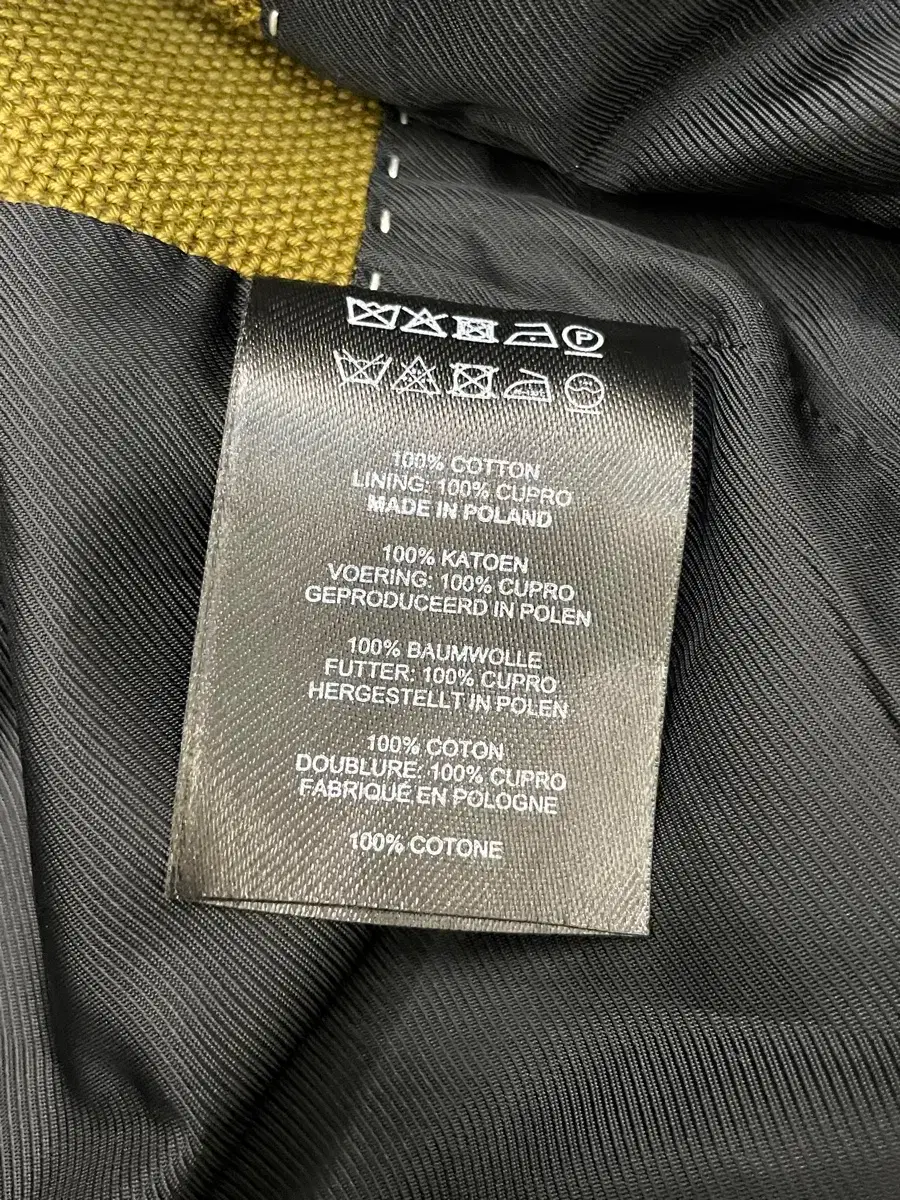 P
100% COTTON
LINING: 100% CUPRO
MADE IN POLAND
100% KATOEN
VOERING: 100% CUPRO
GEPRODUCEERD IN POLEN
100% BAUMWOLLE
FUTTER: 100% CUPRO
HERGESTELLT IN POLEN
100% COTON
DOUBLURE: 100% CUPRO
FABRIQUE EN POLOGNE
100% COTONE